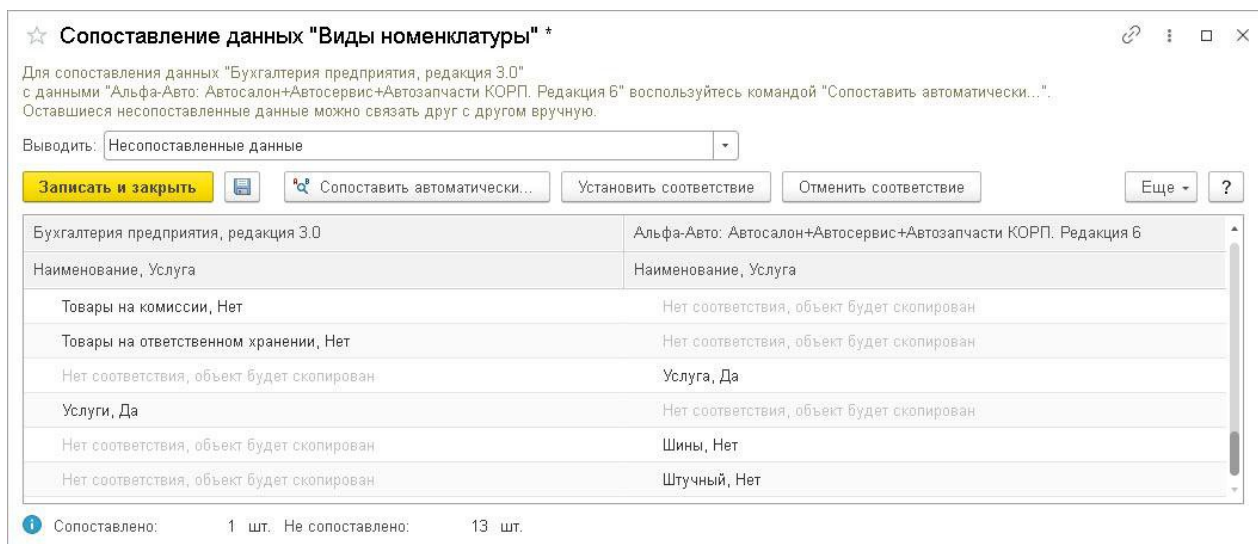 Сопоставление данных "Виды номенклатуры" *
Для сопоставления данных "Бухгалтерия предприятия, редакция 3.0"
с данными "Альфа-Авто: Автосалон+Автосервис+Автозапчасти КОРП. Редакция 6" воспользуйтесь командой "Сопоставить автоматически...".
Оставшиеся несопоставленные данные можно связать друг с другом вручную.
Выводить: Несопоставленные данные
Записать и закрыть Сопоставить автоматически... Установить соответствие Отменить соответствие Еще ?
Бухгалтерия предприятия, редакция 3.0 Альфа-Авто: Автосалон+Автосервис+Автозапчасти КОРП. Редакция 6
Наименование, Услуга Наименование, Услуга
Товары на комиссии, Нет Нет соответствия, объект будет скопирован
Товары на ответственном хранении, Нет Нет соответствия, объект будет скопирован
Нет соответствия, объект будет скопирован Услуга, Да
Услуги, Да Нет соответствия, объект будет скопирован
Нет соответствия, объект будет скопирован Шины, Нет
Нет соответствия, объект будет скопирован Штучный, Нет
Сопоставлено: 1 шт. Не сопоставлено: 13 шт.